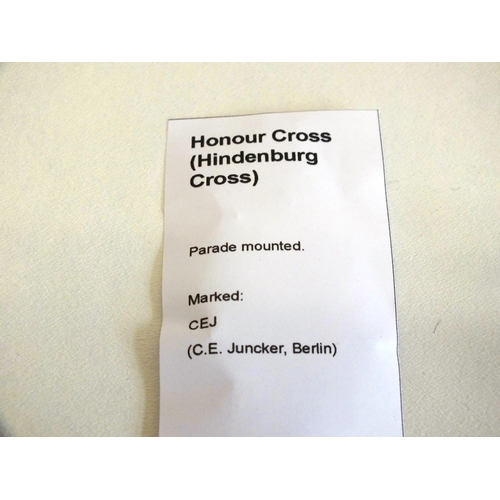 Honour Cross
(Hindenburg
Cross)
Parade mounted.
Marked:
CEJ
(C.E. Juncker, Berlin)